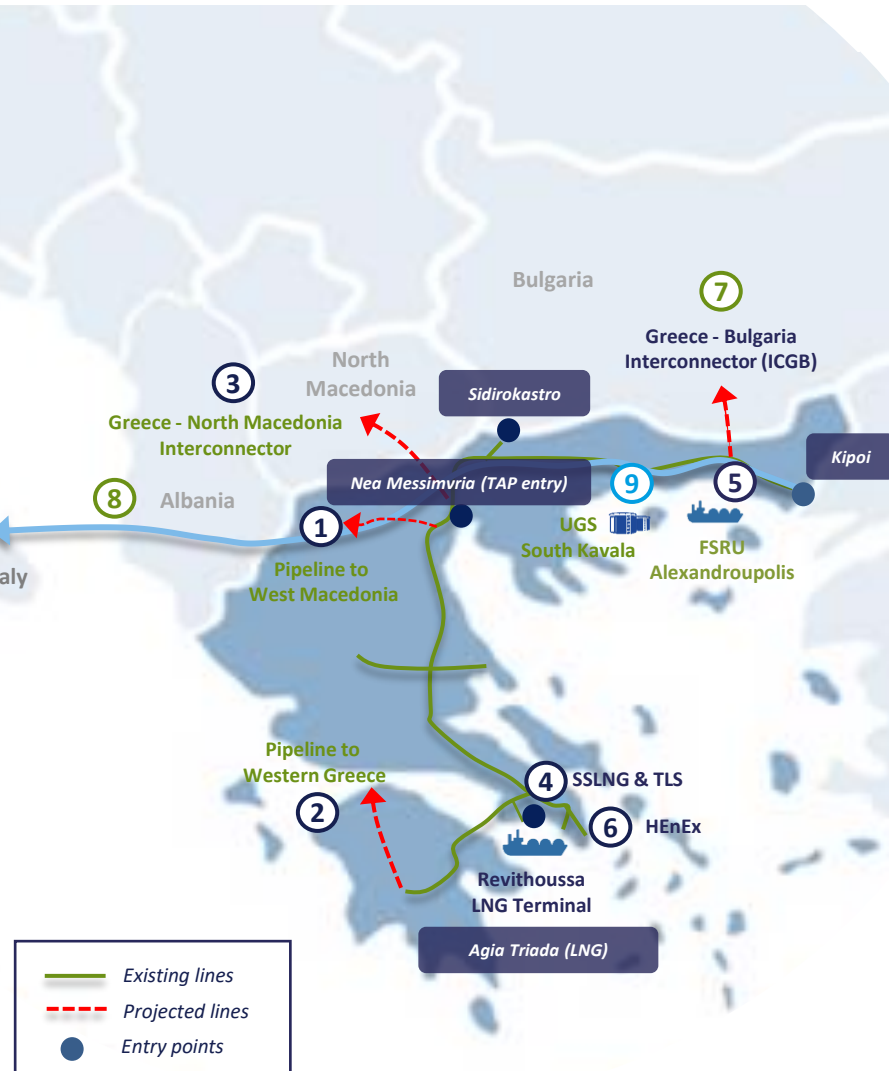 Bulgaria
7
Greece - Bulgaria
Interconnector (ICGB)
North
Macedonia
3
Greece - North Macedonia
Interconnector
Sidirokastro
Kipoi
Nea Messimvria (TAP entry)
9
5
8
Albania
1
UGS
South Kavala
FSRU
Alexandroupolis
Pipeline to
West Macedonia
aly
Pipeline to
Western Greece
2
4
SSLNG & TLS
6
HEnEx
Revithoussa
LNG Terminal
Agia Triada (LNG)
Existing lines
Projected lines
Entry points